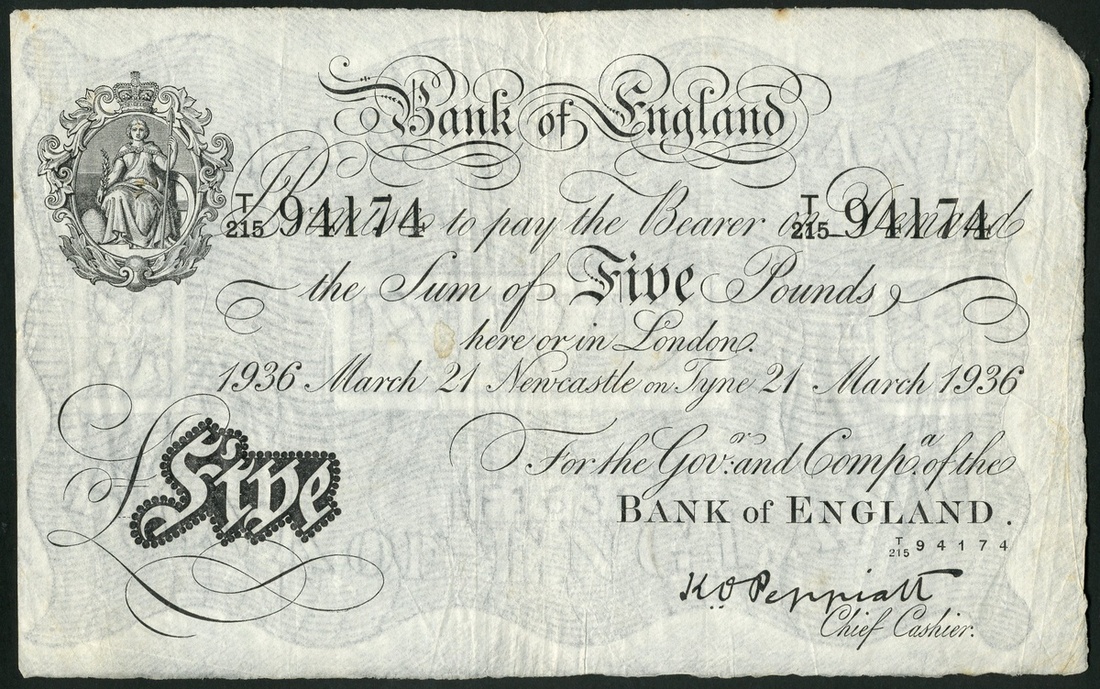 Bank of England
T/215 94174 T/215 94174
I Promise to pay the Bearer on Demand
the Sum of Five Pounds
here or in London.
1936 March 21 Newcastle on Tyne 21 March 1936
For the Govr. and Compa. of the
BANK of ENGLAND.
T/215 94174
Five
K.O. Peppiatt
Chief Cashier.